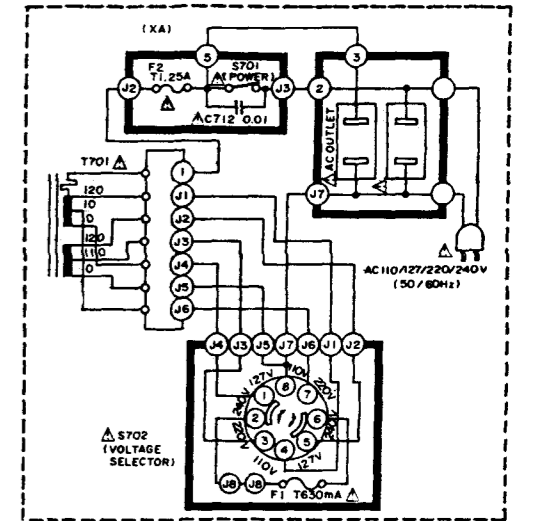 (XA)
5
3
F2
T1.25A
S701
(POWER)
J2
J3
2
C712 0.01
AC OUTLET
T701
1
120
10
0
120
110
0
J1
J2
J3
J4
J5
J6
J7
AC110/127/220/240V
(50/60Hz)
J4 J3 J5 J7 J6 J1 J2
127V
110V
220V
240V
8
1
7
2
6
3
5
4
220V
240V
110V
127V
S702
(VOLTAGE
SELECTOR)
J8 J8
F1 T630mA